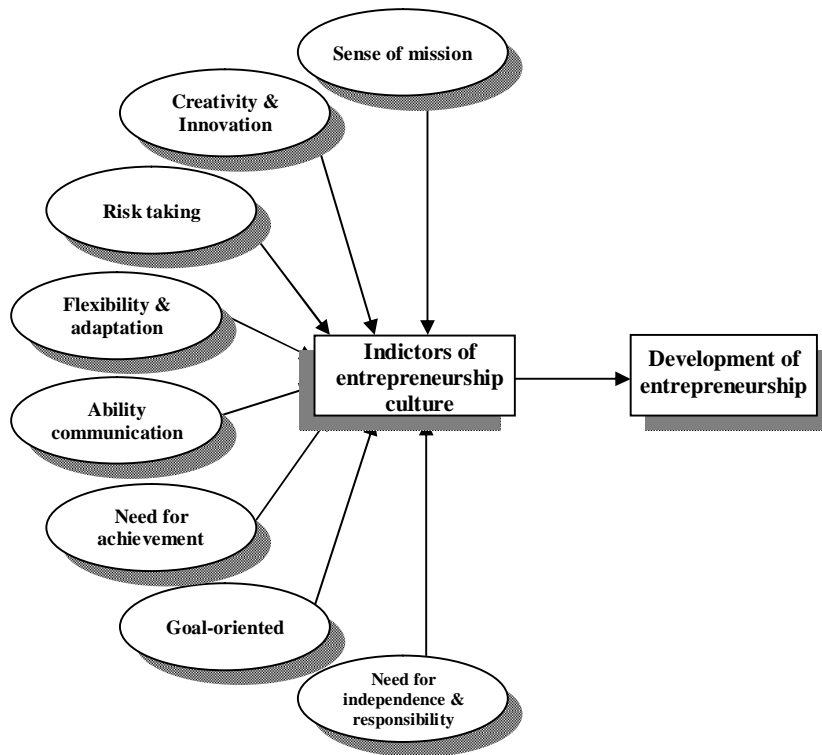 Sense of mission
Creativity &
Innovation
Risk taking
Flexibility &
adaptation
Ability
communication
Need for
achievement
Goal-oriented
Need for
independence &
responsibility
Indictors of
entrepreneurship
culture
Development of
entrepreneurship